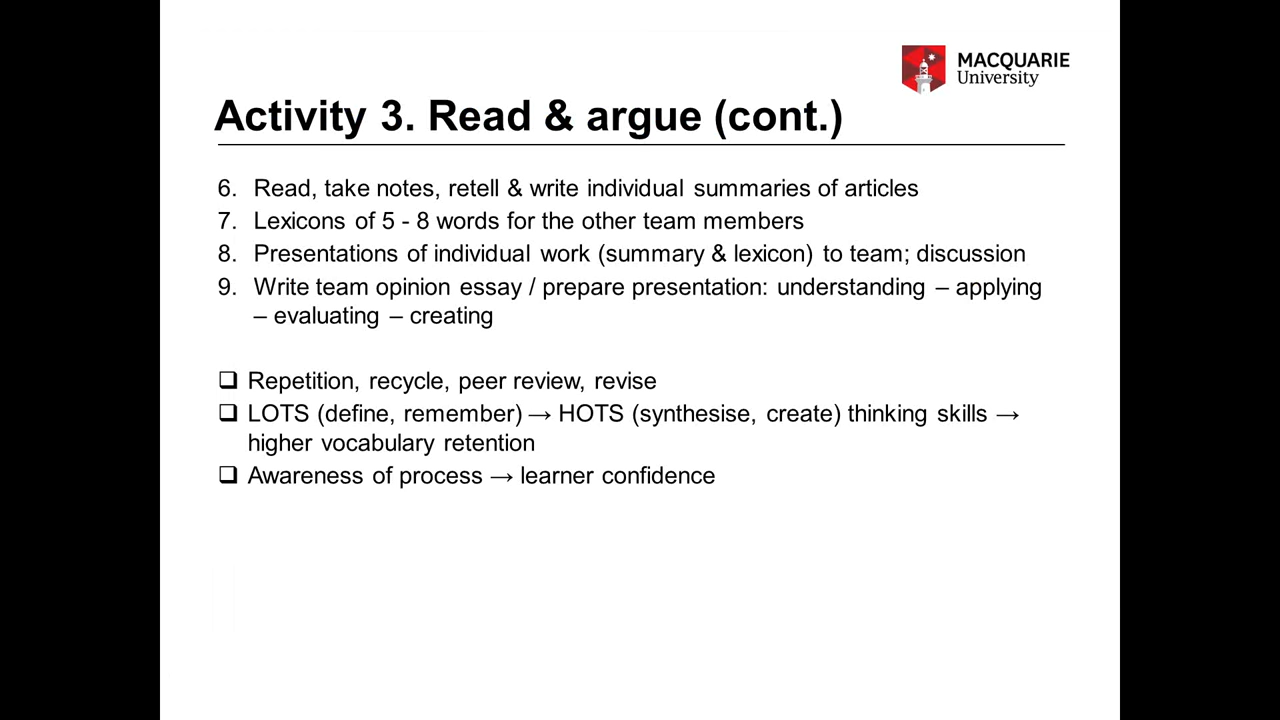 MACQUARIE
University
Activity 3. Read & argue (cont.)
6. Read, take notes, retell & write individual summaries of articles
7. Lexicons of 5 - 8 words for the other team members
8. Presentations of individual work (summary & lexicon) to team; discussion
9. Write team opinion essay / prepare presentation: understanding – applying
– evaluating – creating
❑ Repetition, recycle, peer review, revise
❑ LOTS (define, remember) → HOTS (synthesise, create) thinking skills →
higher vocabulary retention
❑ Awareness of process → learner confidence